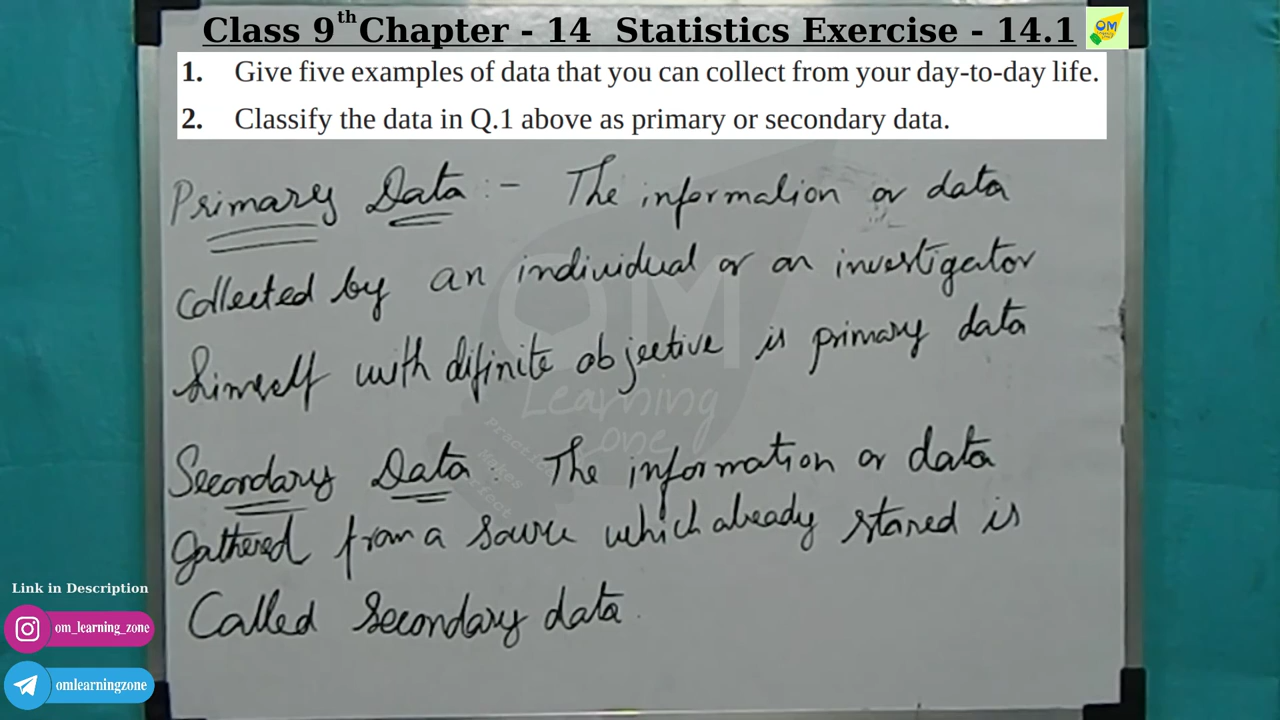 Class 9th Chapter - 14 Statistics Exercise - 14.1
OM
1. Give five examples of data that you can collect from your day-to-day life.
2. Classify the data in Q.1 above as primary or secondary data.
Primary Data :- The information or data
collected by an individual or an investigator
himself with difinite objective is primary data
Secondary Data : The information or data
gathered from a source which already stored is
Called Secondary data.
OM
Learning
zone
Practice
Makes
Perfect
Link in Description
om_learning_zone
omlearningzone